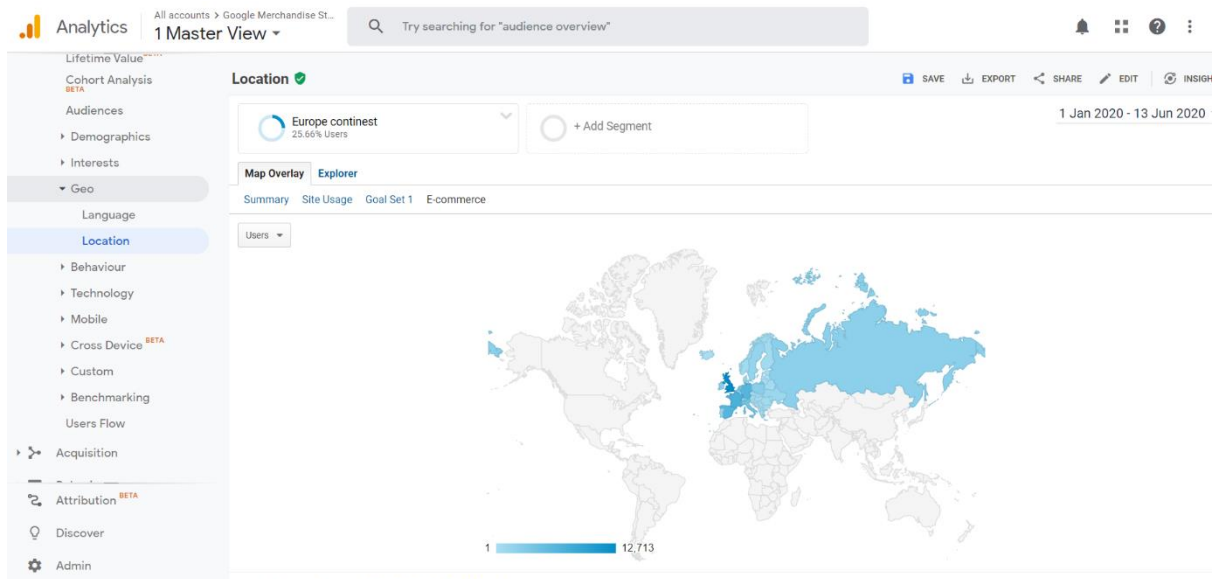 Analytics
All accounts > Google Merchandise St...
1 Master View
Try searching for "audience overview"
Lifetime Value
Cohort Analysis
BETA
Audiences
Demographics
Interests
Geo
Language
Location
Behaviour
Technology
Mobile
Cross Device BETA
Custom
Benchmarking
Users Flow
Acquisition
Attribution BETA
Discover
Admin
Location
SAVE
EXPORT
SHARE
EDIT
INSIGH
Europe continest
25.66% Users
+ Add Segment
1 Jan 2020 - 13 Jun 2020
Map Overlay
Explorer
Summary
Site Usage
Goal Set 1
E-commerce
Users
1
12,713